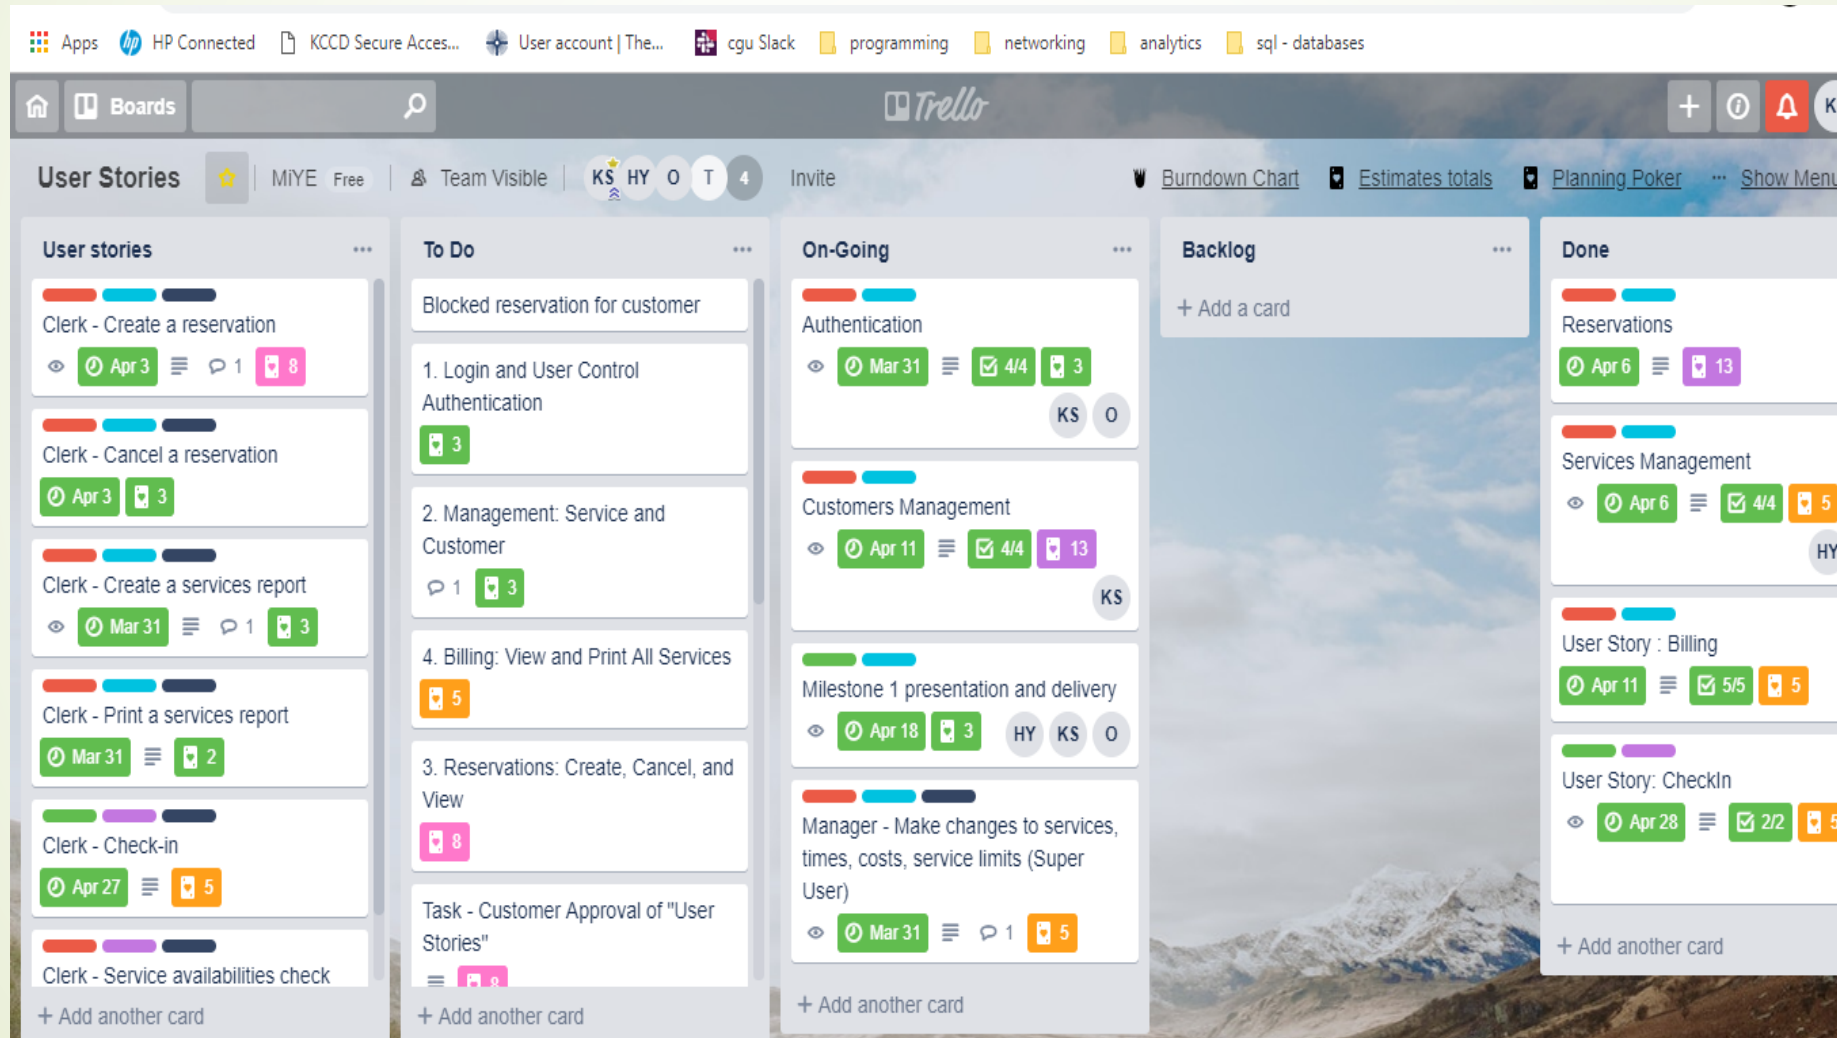 Apps HP Connected KCCD Secure Acces... User account | The... cgu Slack programming networking analytics sql - databases
Boards
Trello
User Stories MiYE Free Team Visible KS HY O T 4 Invite Burndown Chart Estimates totals Planning Poker ... Show Menu
User stories
Clerk - Create a reservation
Apr 3 1 8
Clerk - Cancel a reservation
Apr 3 3
Clerk - Create a services report
Mar 31 1 3
Clerk - Print a services report
Mar 31 2
Clerk - Check-in
Apr 27 5
Clerk - Service availabilities check
+ Add another card
To Do
Blocked reservation for customer
1. Login and User Control
Authentication
3
2. Management: Service and
Customer
1 3
4. Billing: View and Print All Services
5
3. Reservations: Create, Cancel, and
View
8
Task - Customer Approval of "User
Stories"
8
+ Add another card
On-Going
Authentication
Mar 31 4/4 3
KS O
Customers Management
Apr 11 4/4 13
KS
Milestone 1 presentation and delivery
Apr 18 3 HY KS O
Manager - Make changes to services,
times, costs, service limits (Super
User)
Mar 31 1 5
+ Add another card
Backlog
+ Add a card
Done
Reservations
Apr 6 13
Services Management
Apr 6 4/4 5
HY
User Story : Billing
Apr 11 5/5 5
User Story: CheckIn
Apr 28 2/2 5
+ Add another card